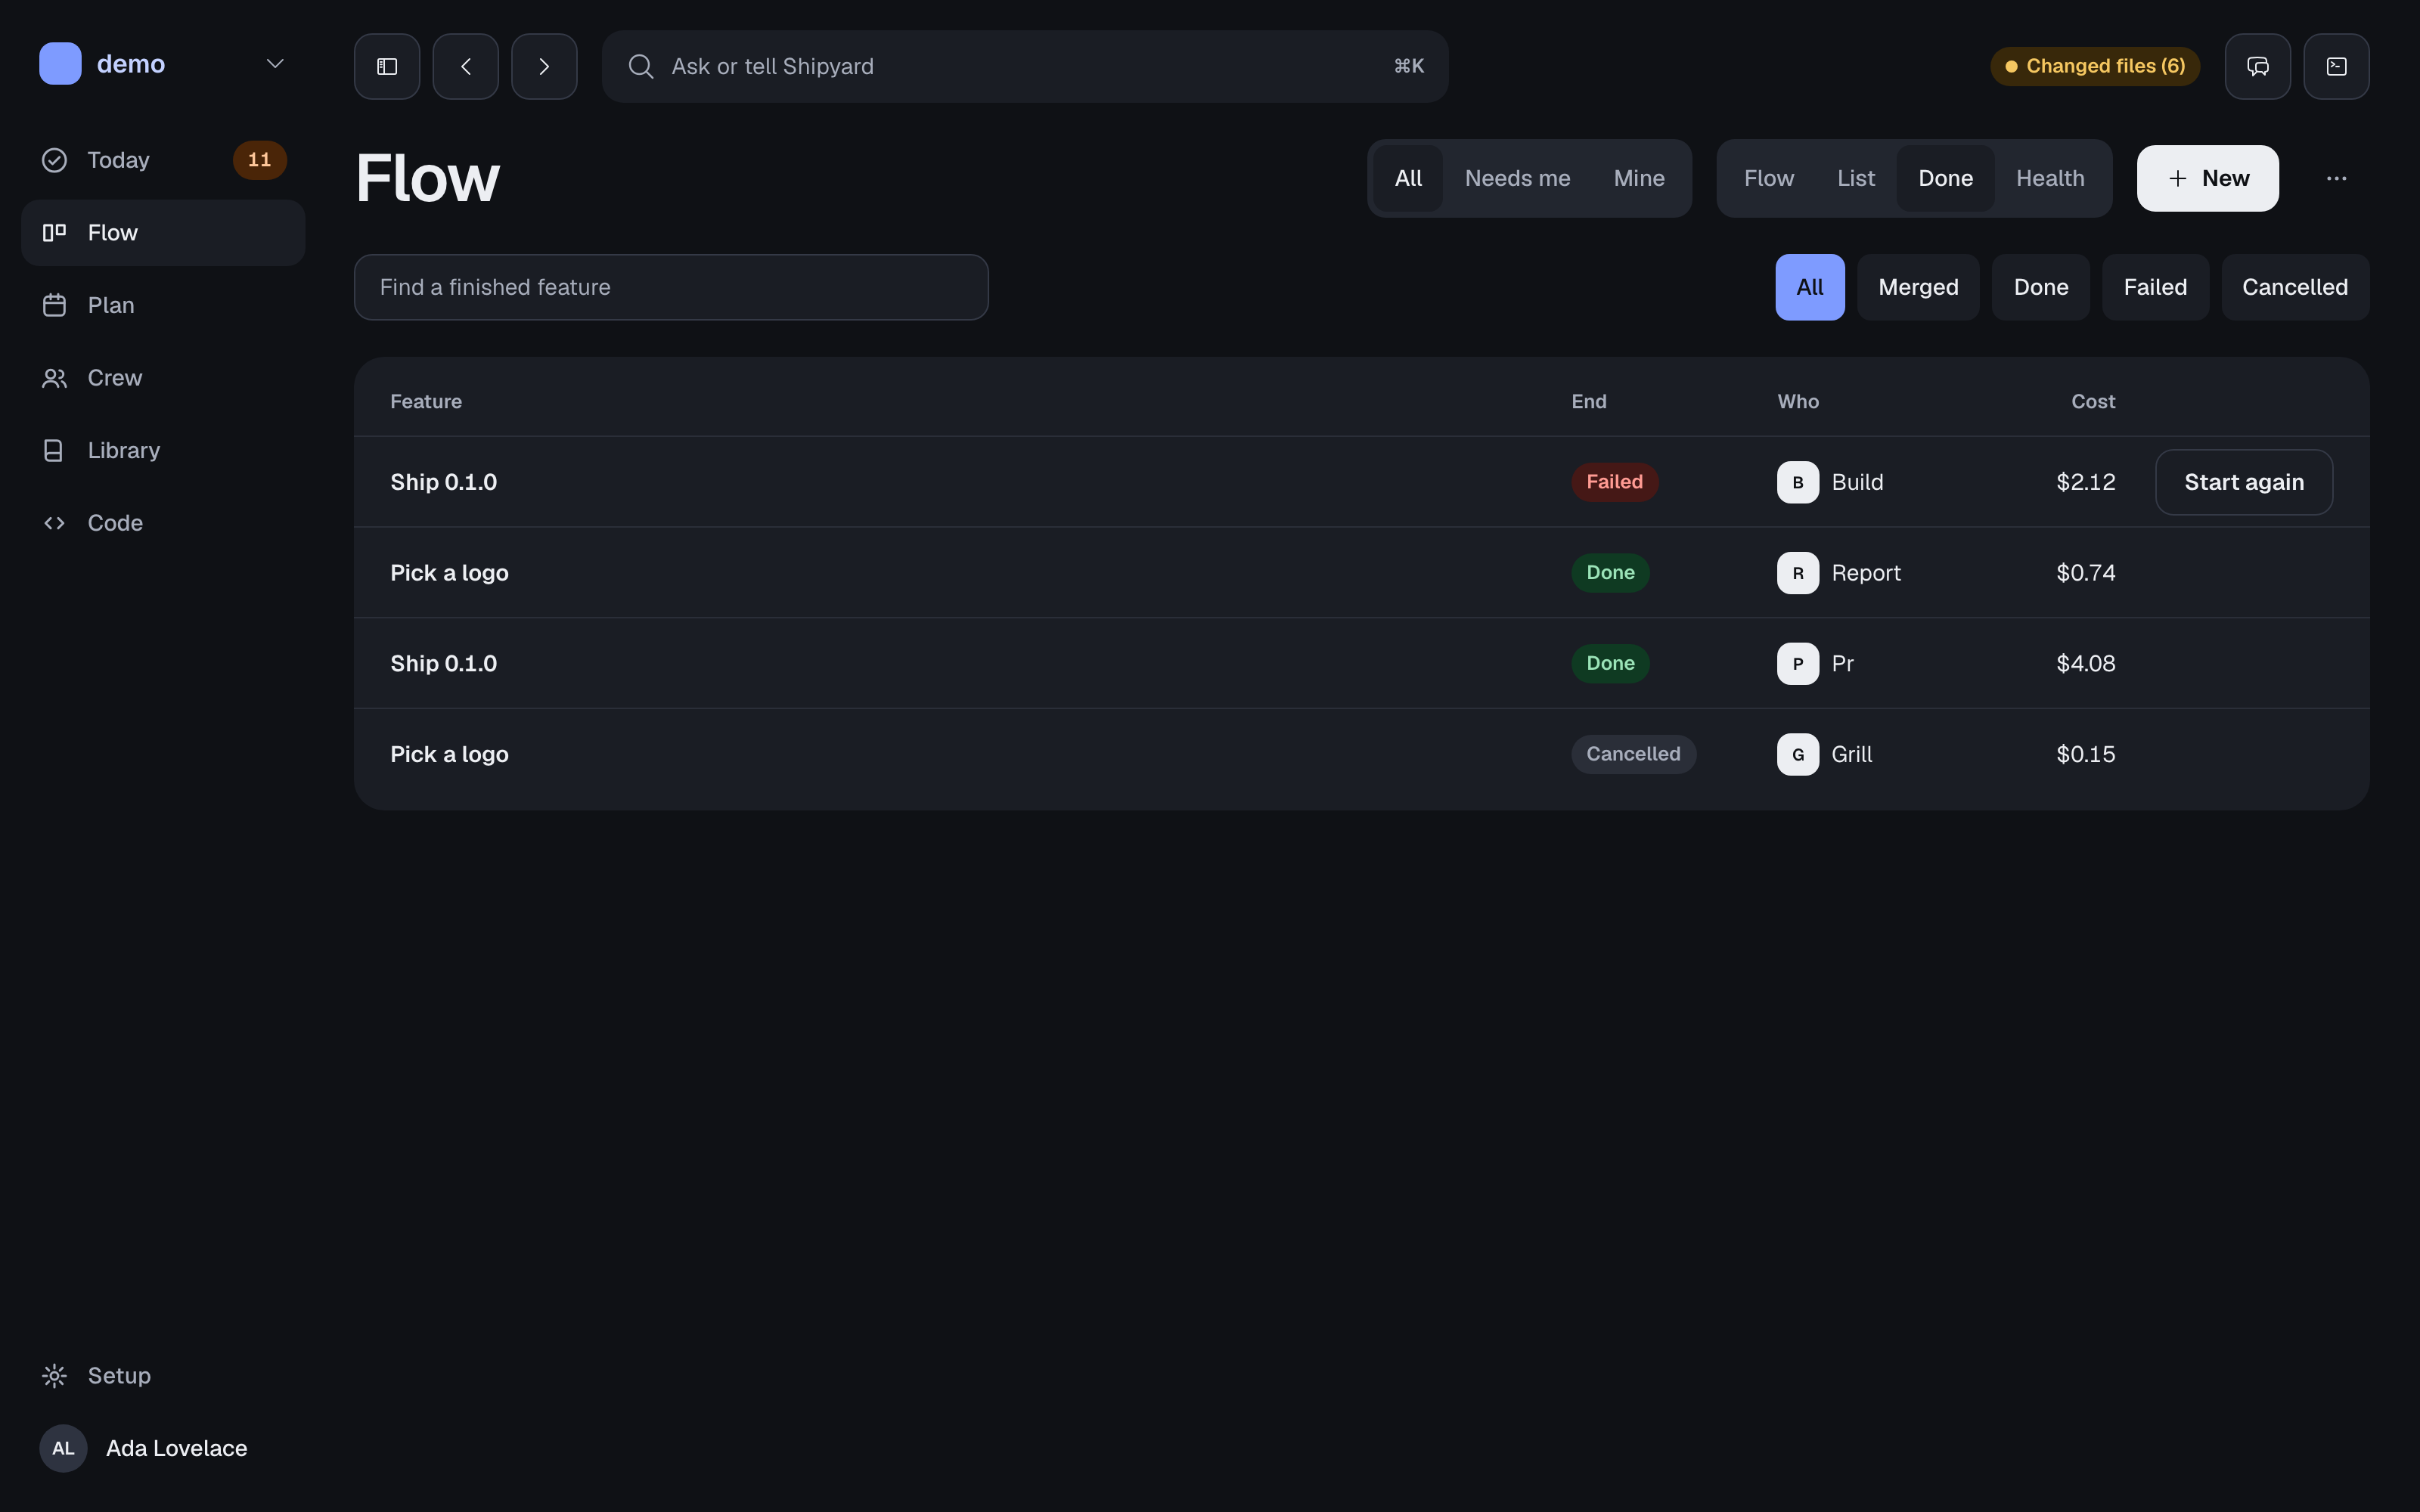 demo
Ask or tell Shipyard ⌘K
Changed files (6)
Today 11
Flow
Plan
Crew
Library
Code
Setup
AL Ada Lovelace
Flow
All Needs me Mine
Flow List Done Health
New
Find a finished feature
All Merged Done Failed Cancelled
Feature End Who Cost
Ship 0.1.0 Failed B Build $2.12 Start again
Pick a logo Done R Report $0.74
Ship 0.1.0 Done P Pr $4.08
Pick a logo Cancelled G Grill $0.15